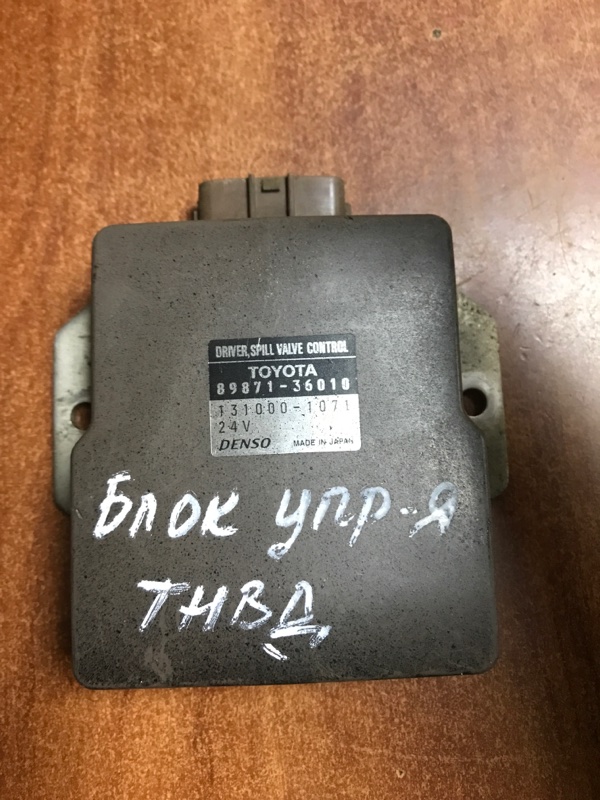 DRIVER, SPILL VALVE CONTROL
TOYOTA
89871-36010
131000-1071
24V
DENSO MADE IN JAPAN
Блок упр-я
ТНВД